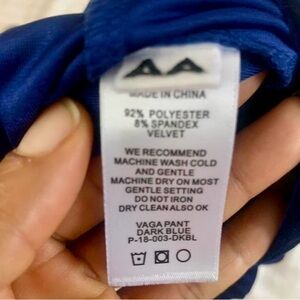 AA
MADE IN CHINA
92% POLYESTER
8% SPANDEX
VELVET
WE RECOMMEND
MACHINE WASH COLD
AND GENTLE
MACHINE DRY ON MOST
GENTLE SETTING
DO NOT IRON
DRY CLEAN ALSO OK
VAGA PANT
DARK BLUE
P-18-003-DKBL